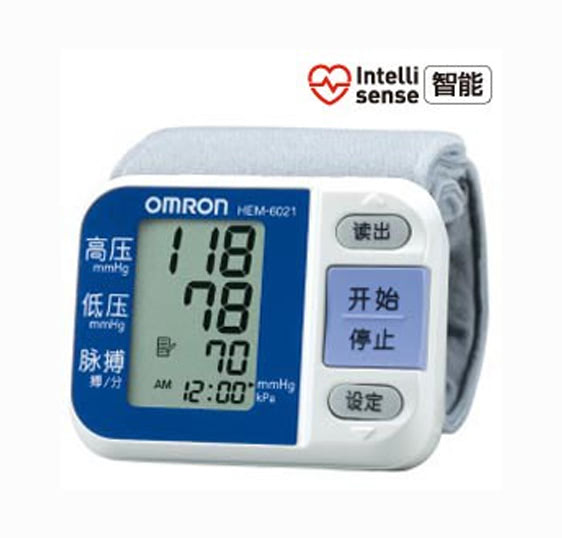 Intelli
sense 智能
OMRON HEM-6021
高压 118
mmHg
低压 78
mmHg
脉搏 70
搏/分
AM 12:00 mmHg
kPa
读出
开始
停止
设定